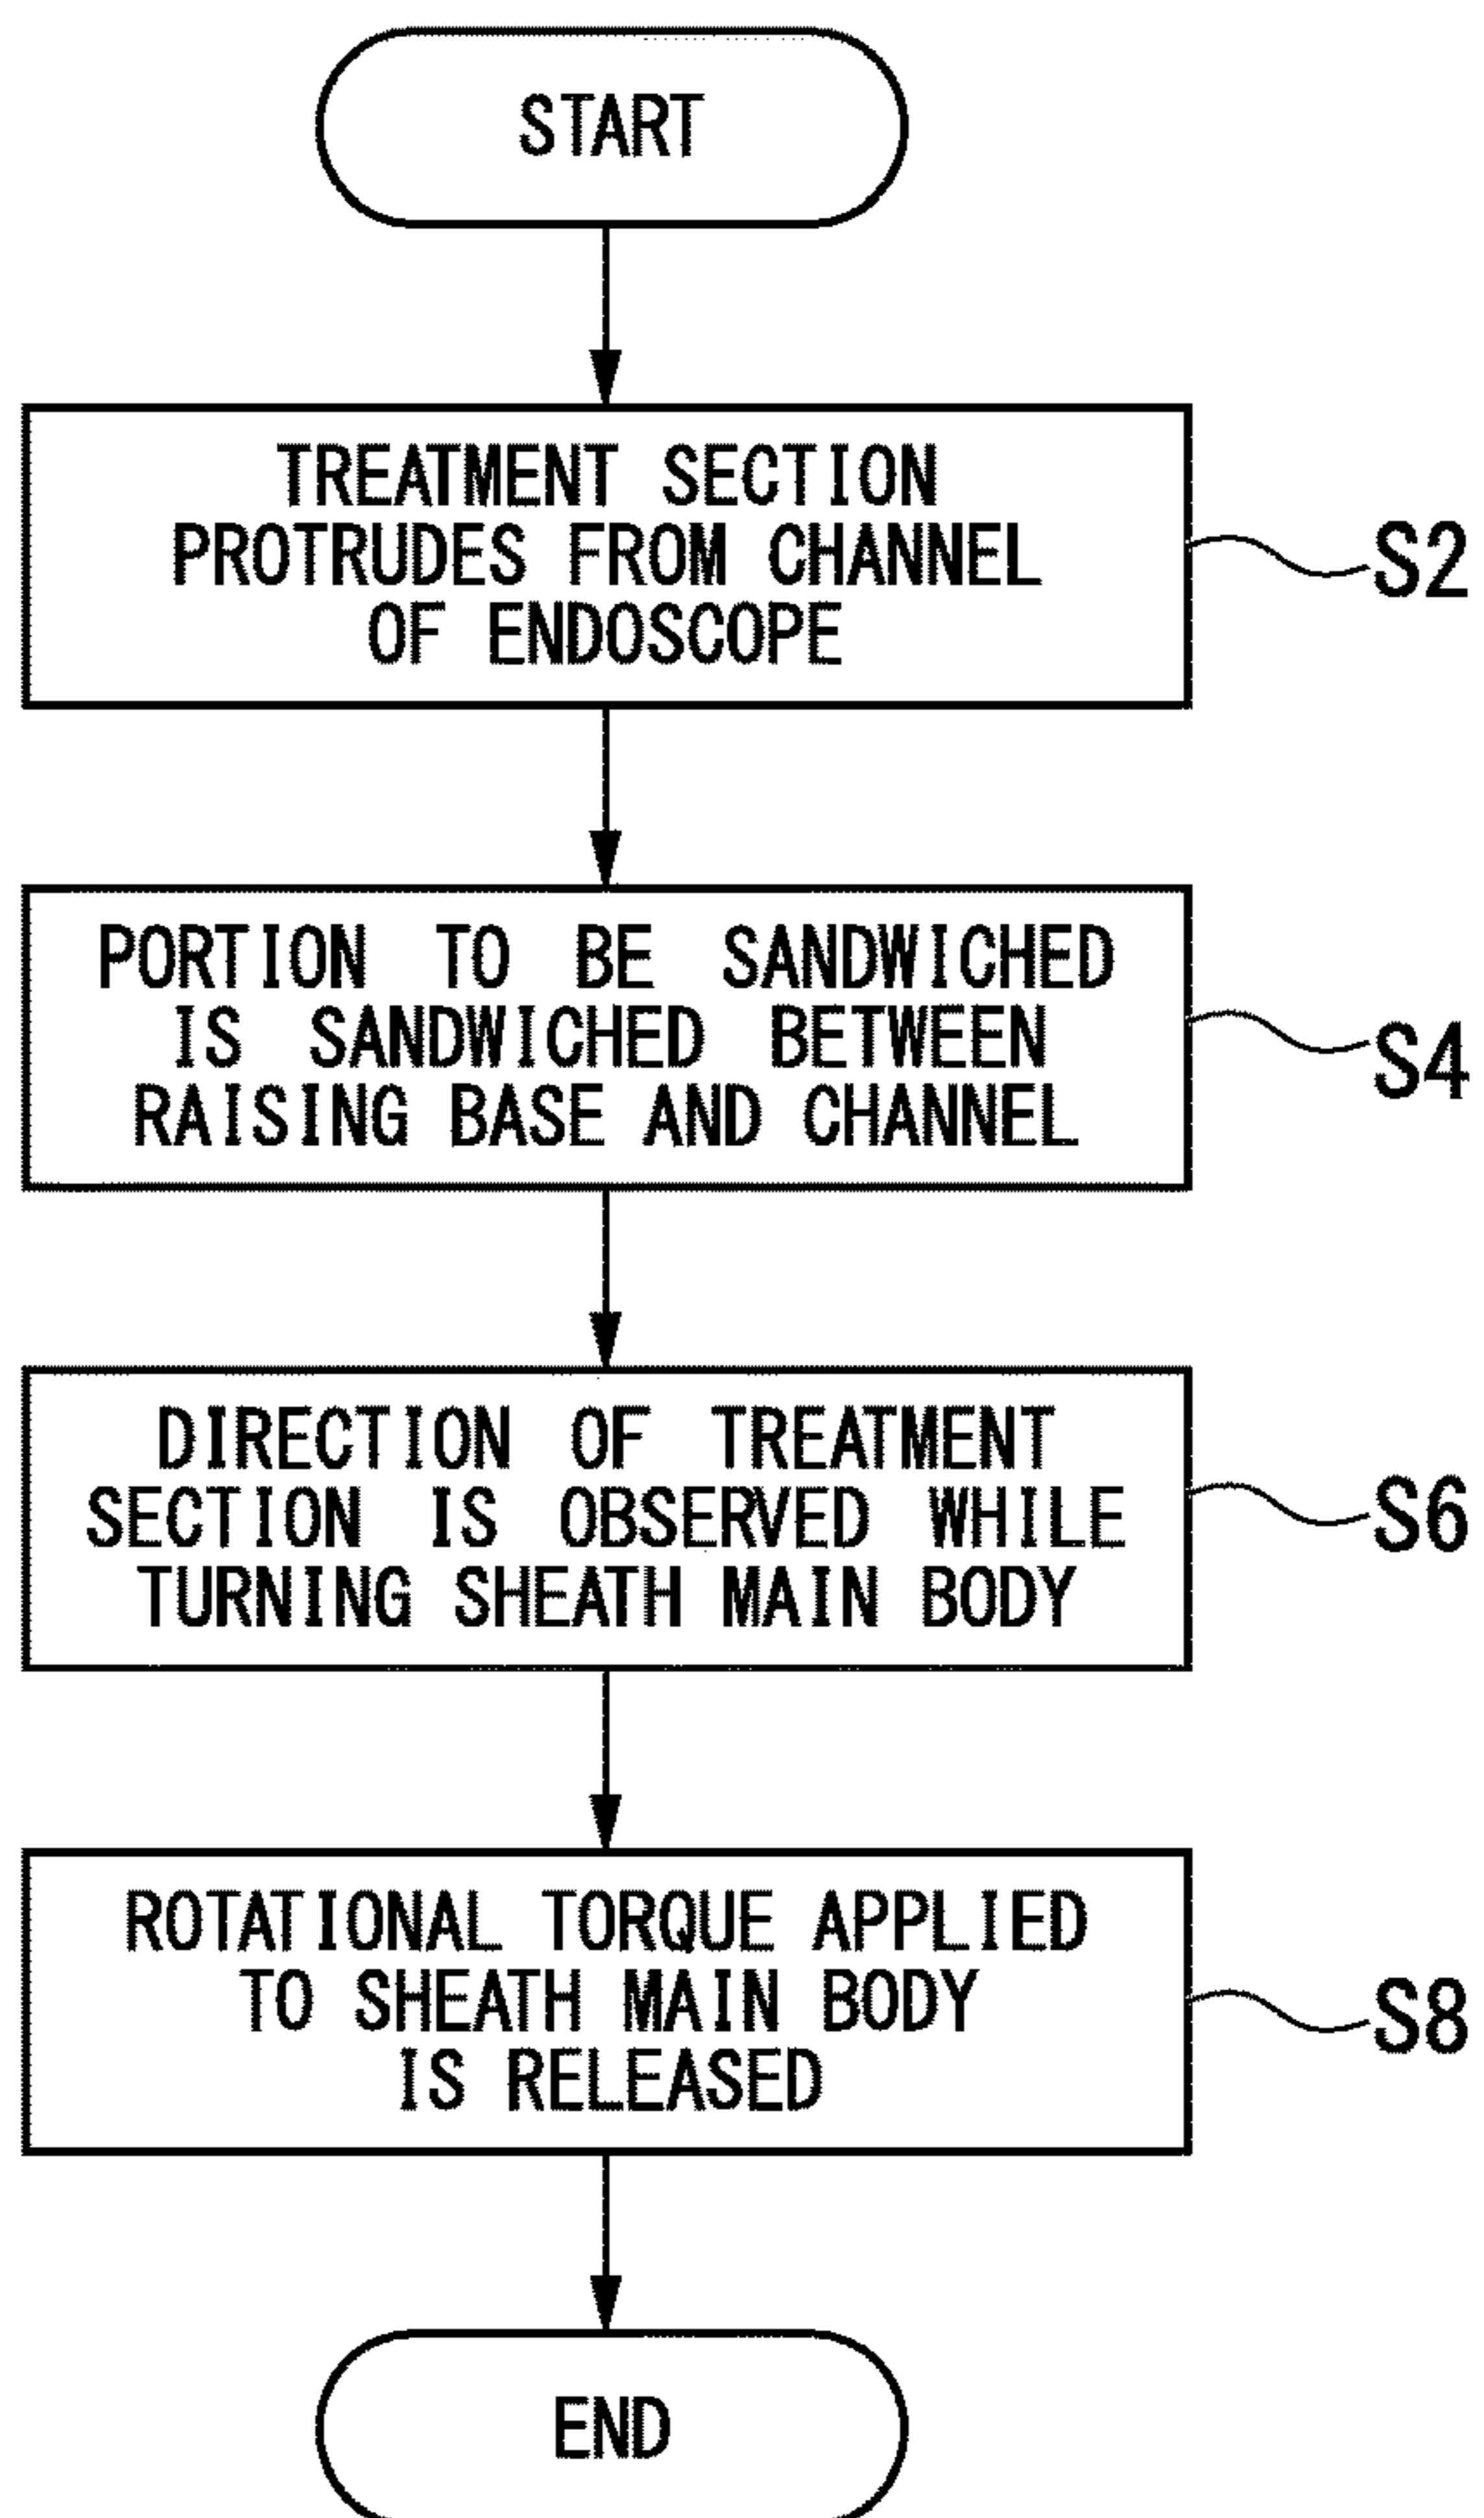 START
TREATMENT SECTION
PROTRUDES FROM CHANNEL
OF ENDOSCOPE
S2
PORTION TO BE SANDWICHED
IS SANDWICHED BETWEEN
RAISING BASE AND CHANNEL
S4
DIRECTION OF TREATMENT
SECTION IS OBSERVED WHILE
TURNING SHEATH MAIN BODY
S6
ROTATIONAL TORQUE APPLIED
TO SHEATH MAIN BODY
IS RELEASED
S8
END